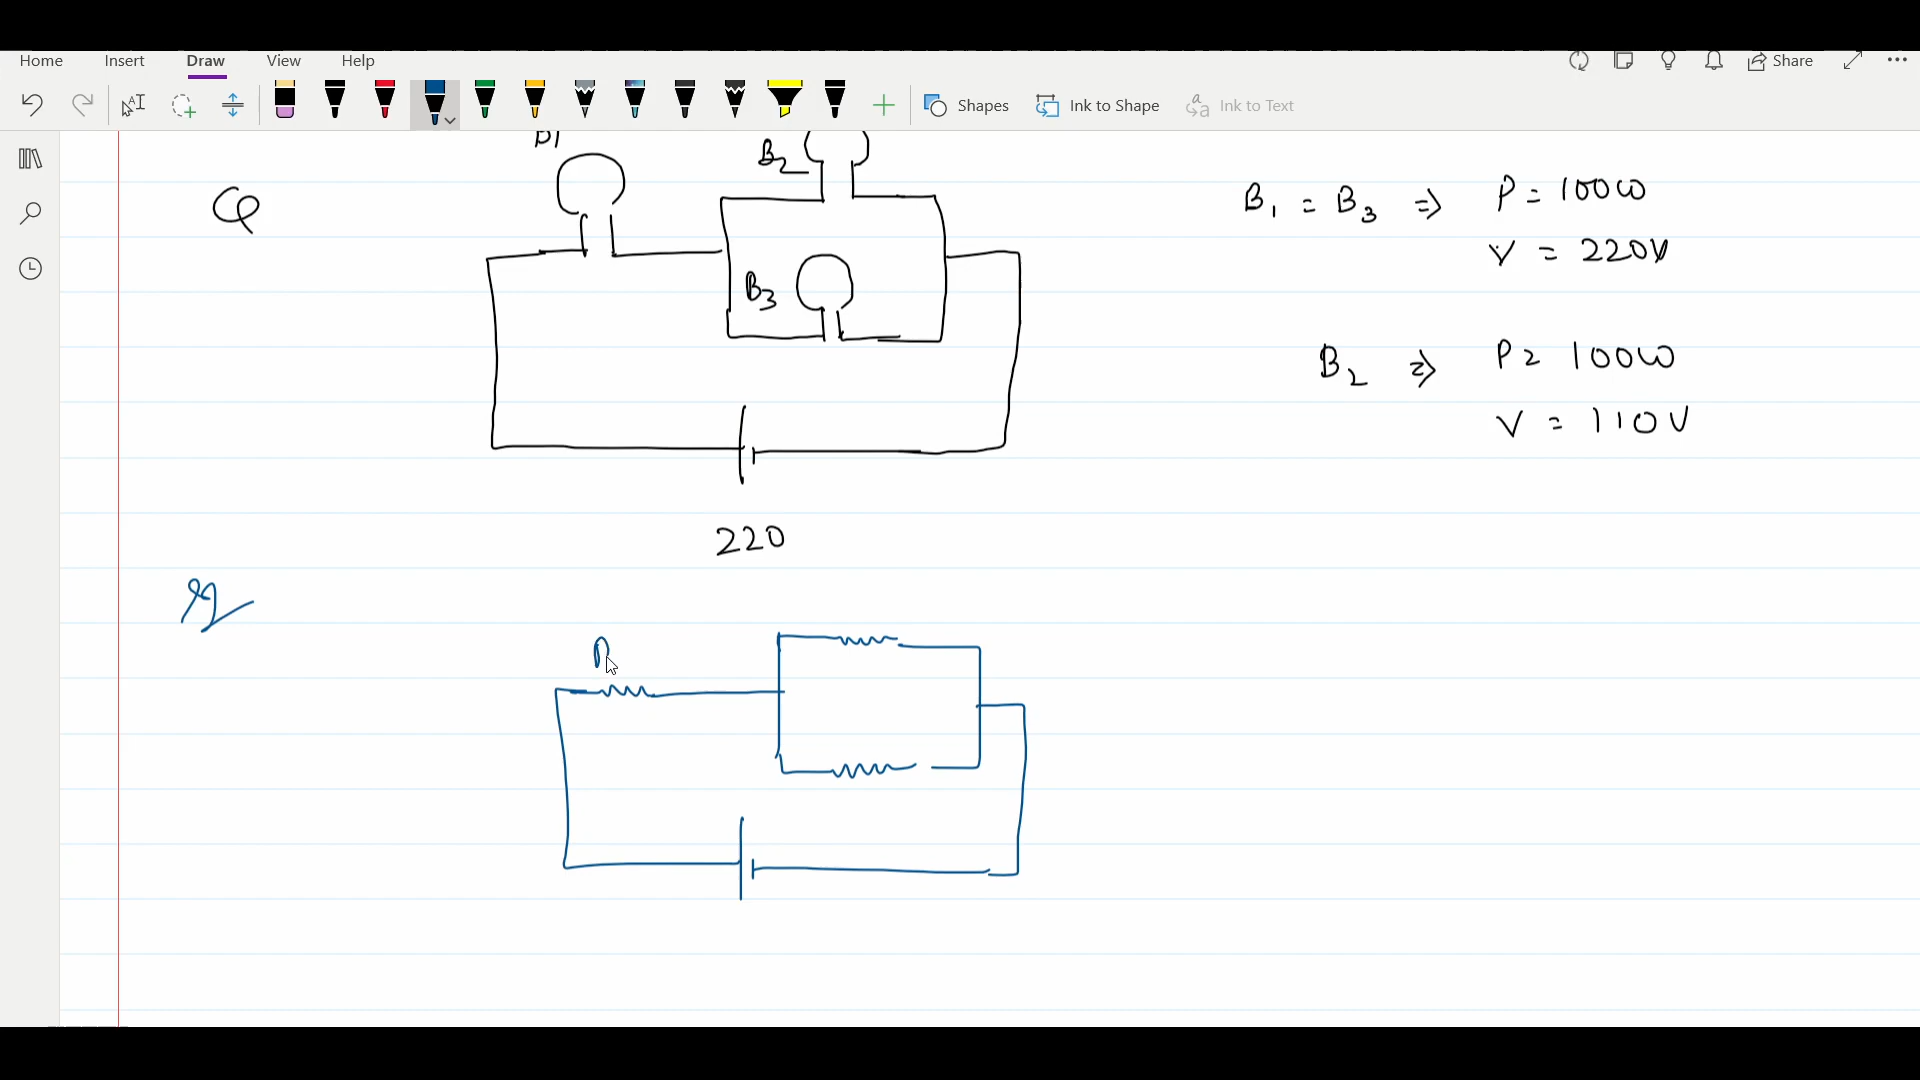 Home Insert Draw View Help Share
Shapes Ink to Shape Ink to Text
B1
B2
Q
B1 = B3 ⇒ P = 100W
V = 220V
B3
B2 ⇒ P = 100W
V = 110V
220
R